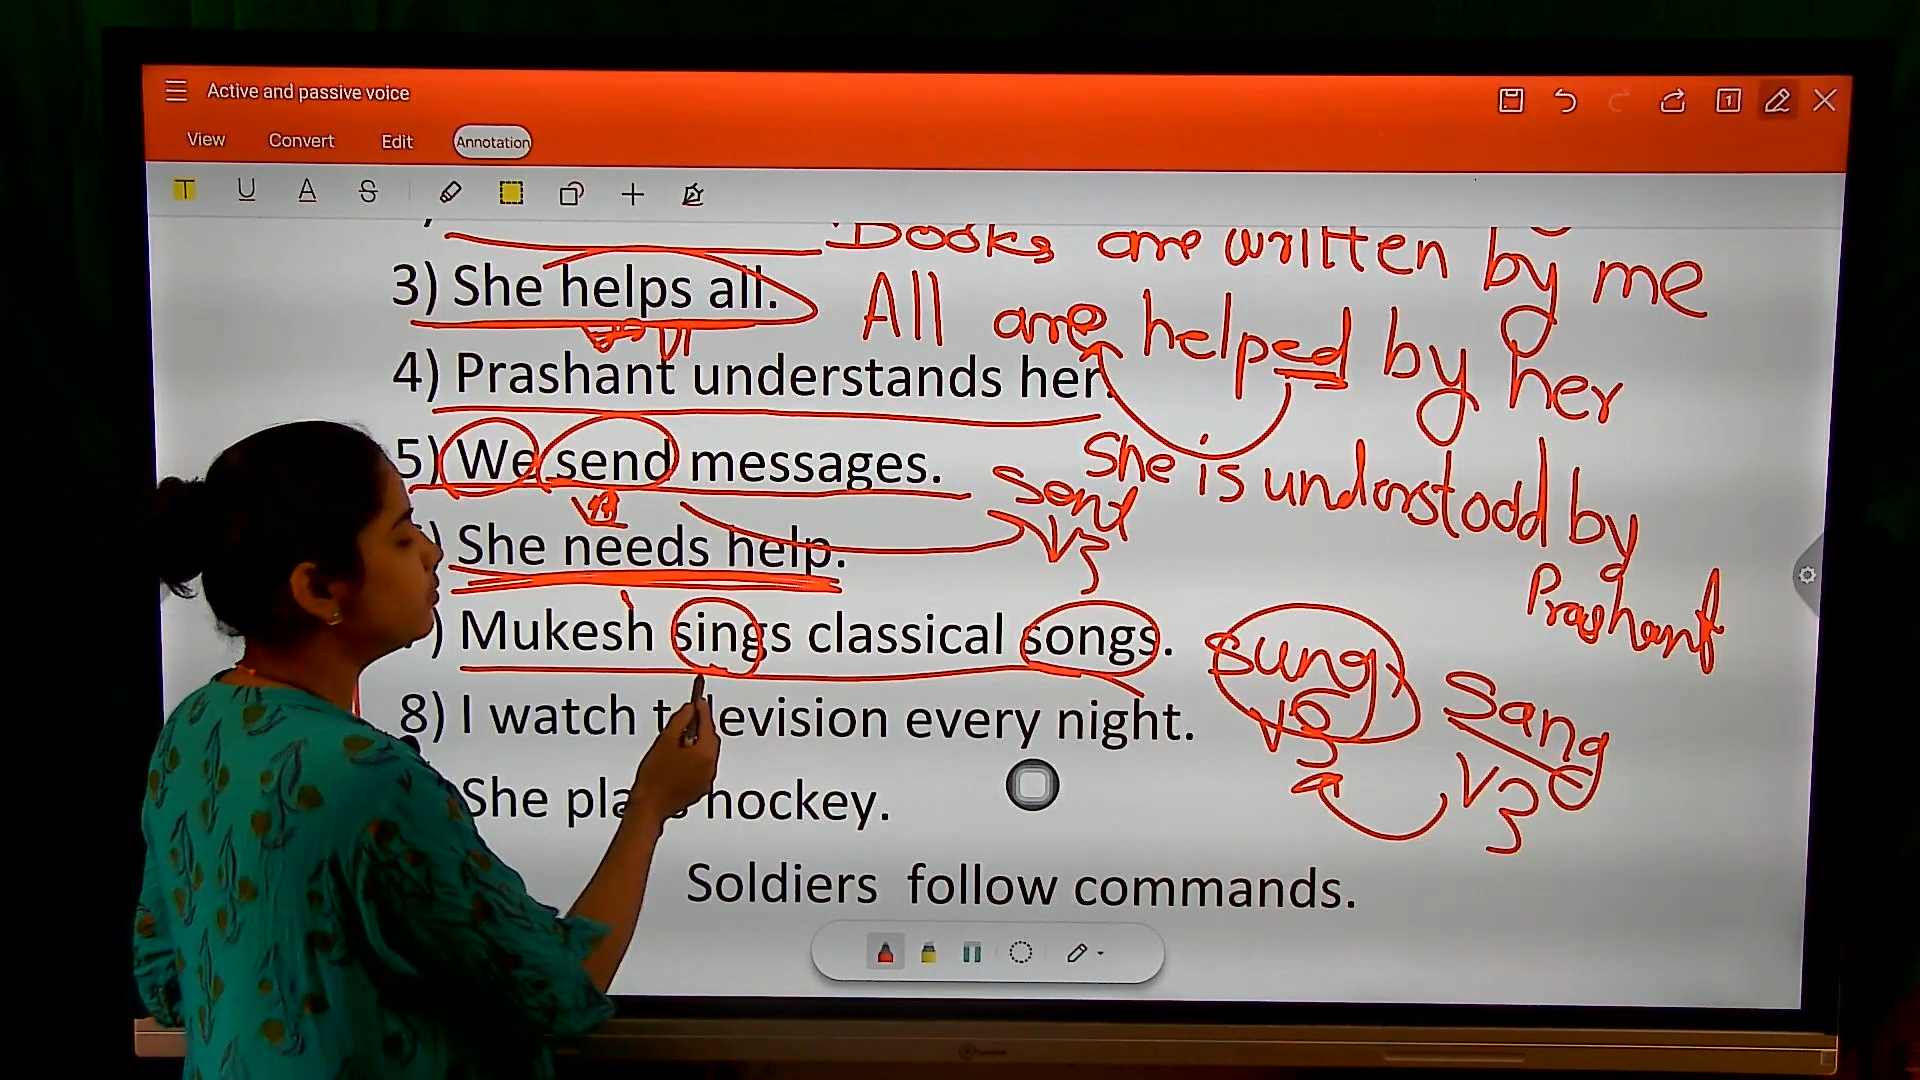 Active and passive voice
View Convert Edit Annotation
T U A S
Books are written by me
3) She helps all. All are helped by her
V1
4) Prashant understands her. She is understood by Prashant
5) We send messages. Send V3
) She needs help.
) Mukesh sings classical songs. Sung V3 Sang V3
8) I watch television every night.
She plays hockey.
Soldiers follow commands.